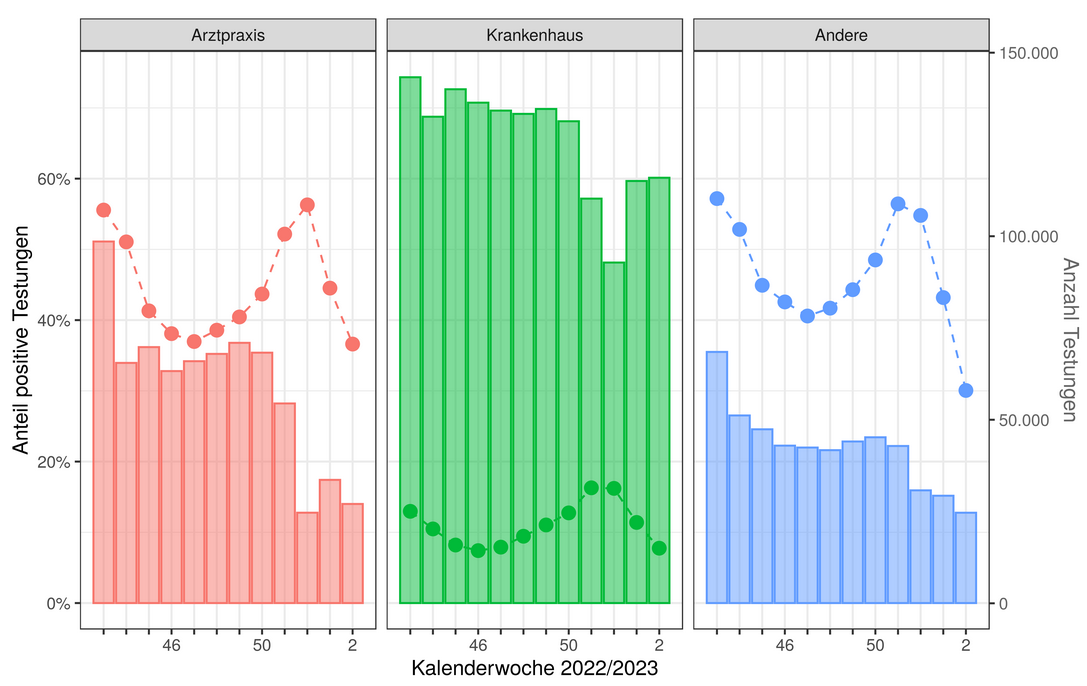 Arztpraxis Krankenhaus Andere
150.000
60%
100.000
40%
50.000
20%
0% 0
46 50 2 46 50 2 46 50 2
Kalenderwoche 2022/2023
Anteil positive Testungen
Anzahl Testungen